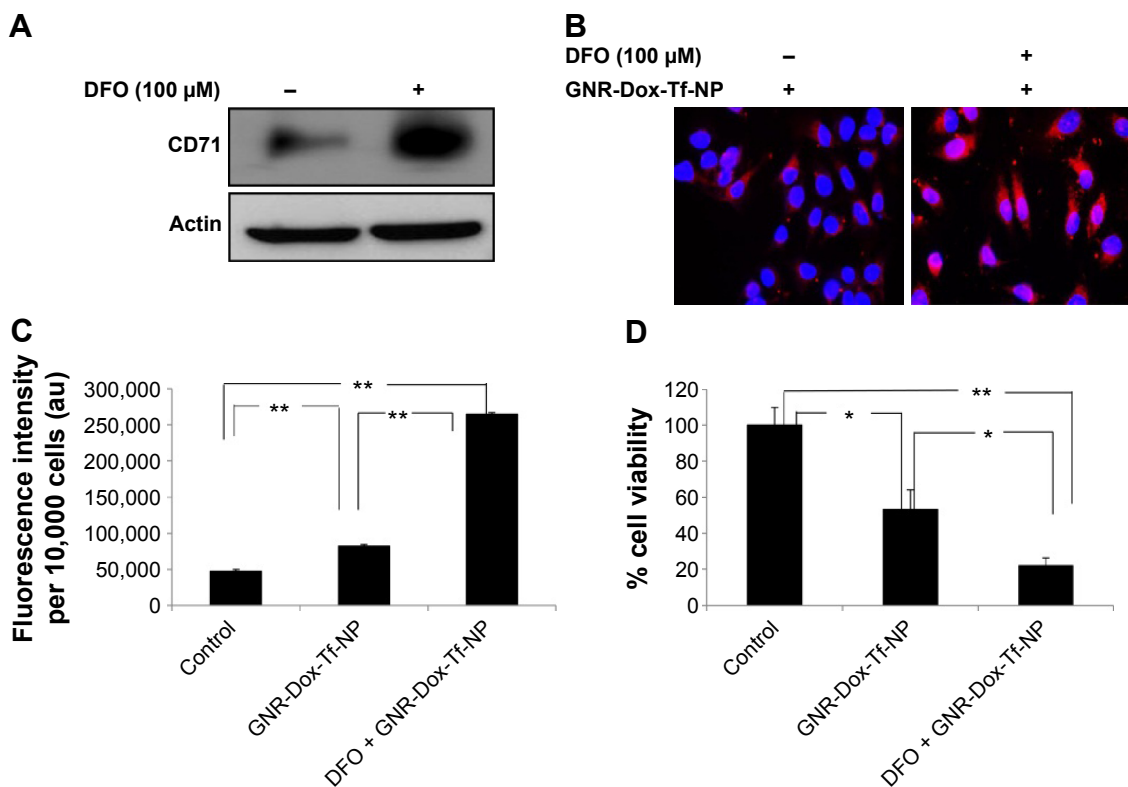 A
DFO (100 µM) – +
CD71
Actin
B
DFO (100 µM) – +
GNR-Dox-Tf-NP + +
C
Fluorescence intensity
per 10,000 cells (au)
300,000
250,000
200,000
150,000
100,000
50,000
0
**
**
**
Control
GNR-Dox-Tf-NP
DFO + GNR-Dox-Tf-NP
D
% cell viability
120
100
80
60
40
20
0
**
*
*
Control
GNR-Dox-Tf-NP
DFO + GNR-Dox-Tf-NP